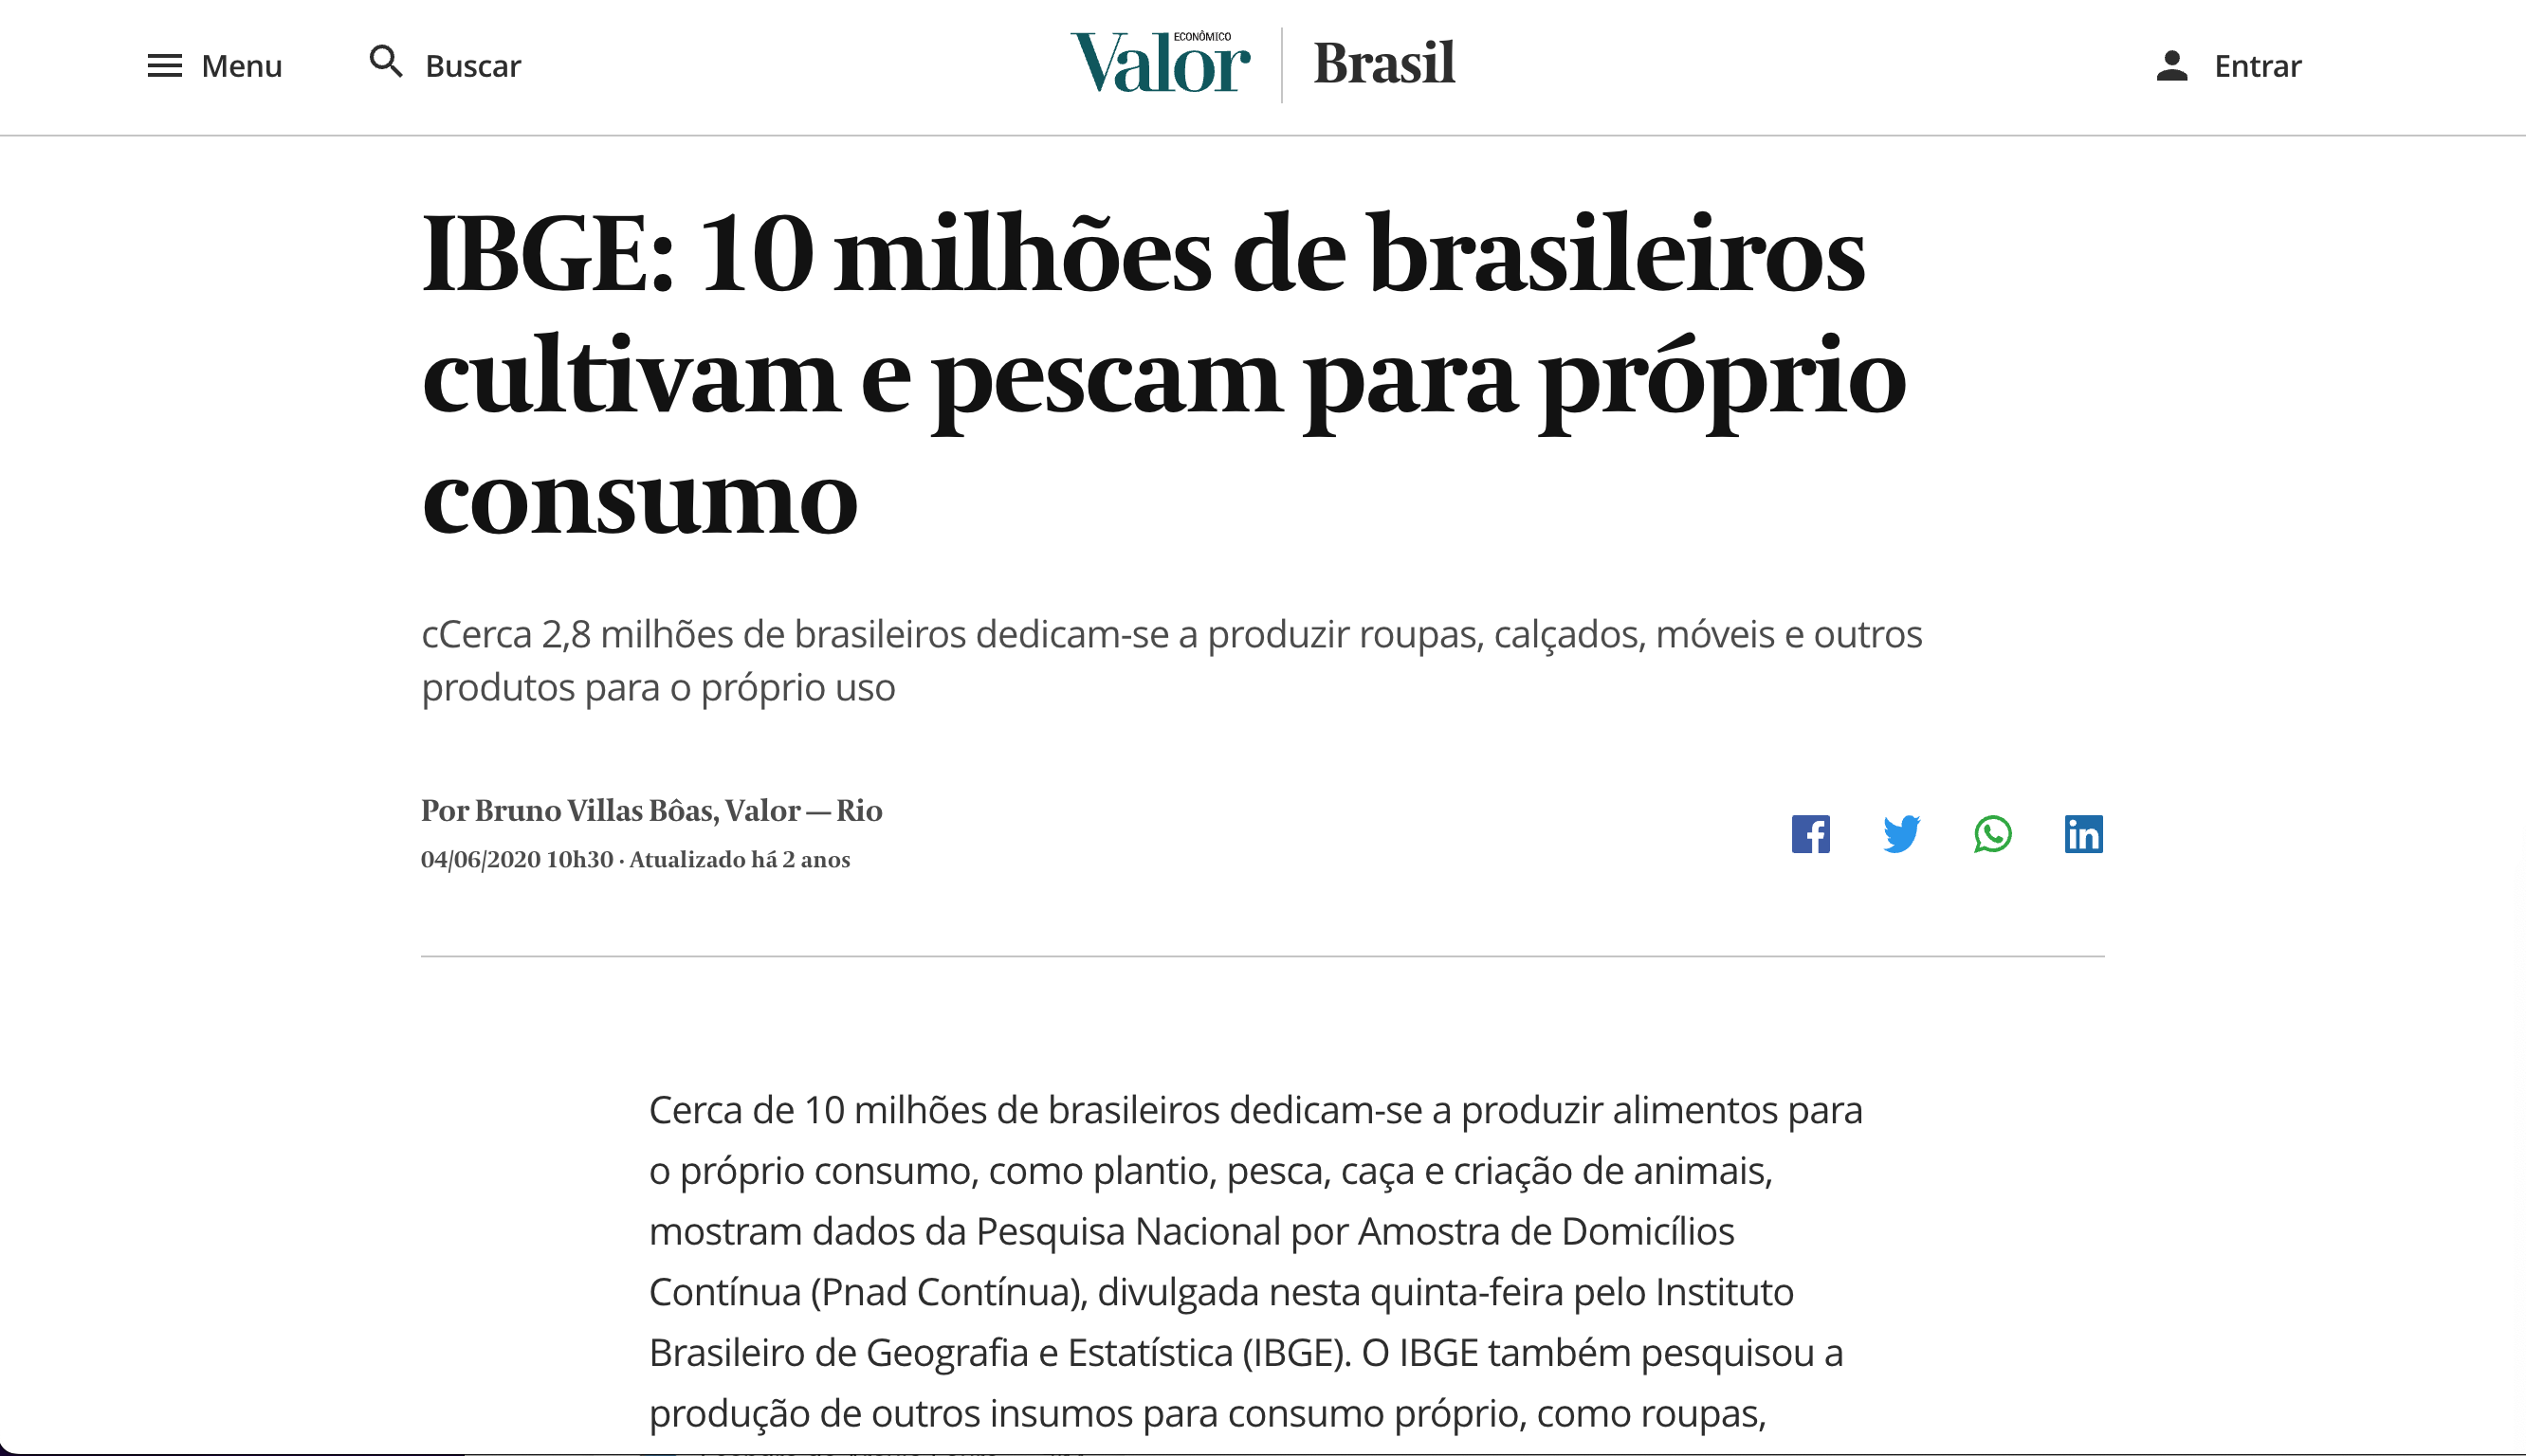 Menu
Buscar
Valor ECONÔMICO
Brasil
Entrar
IBGE: 10 milhões de brasileiros
cultivam e pescam para próprio
consumo
cCerca 2,8 milhões de brasileiros dedicam-se a produzir roupas, calçados, móveis e outros
produtos para o próprio uso
Por Bruno Villas Bôas, Valor — Rio
04/06/2020 10h30 · Atualizado há 2 anos
Cerca de 10 milhões de brasileiros dedicam-se a produzir alimentos para
o próprio consumo, como plantio, pesca, caça e criação de animais,
mostram dados da Pesquisa Nacional por Amostra de Domicílios
Contínua (Pnad Contínua), divulgada nesta quinta-feira pelo Instituto
Brasileiro de Geografia e Estatística (IBGE). O IBGE também pesquisou a
produção de outros insumos para consumo próprio, como roupas,